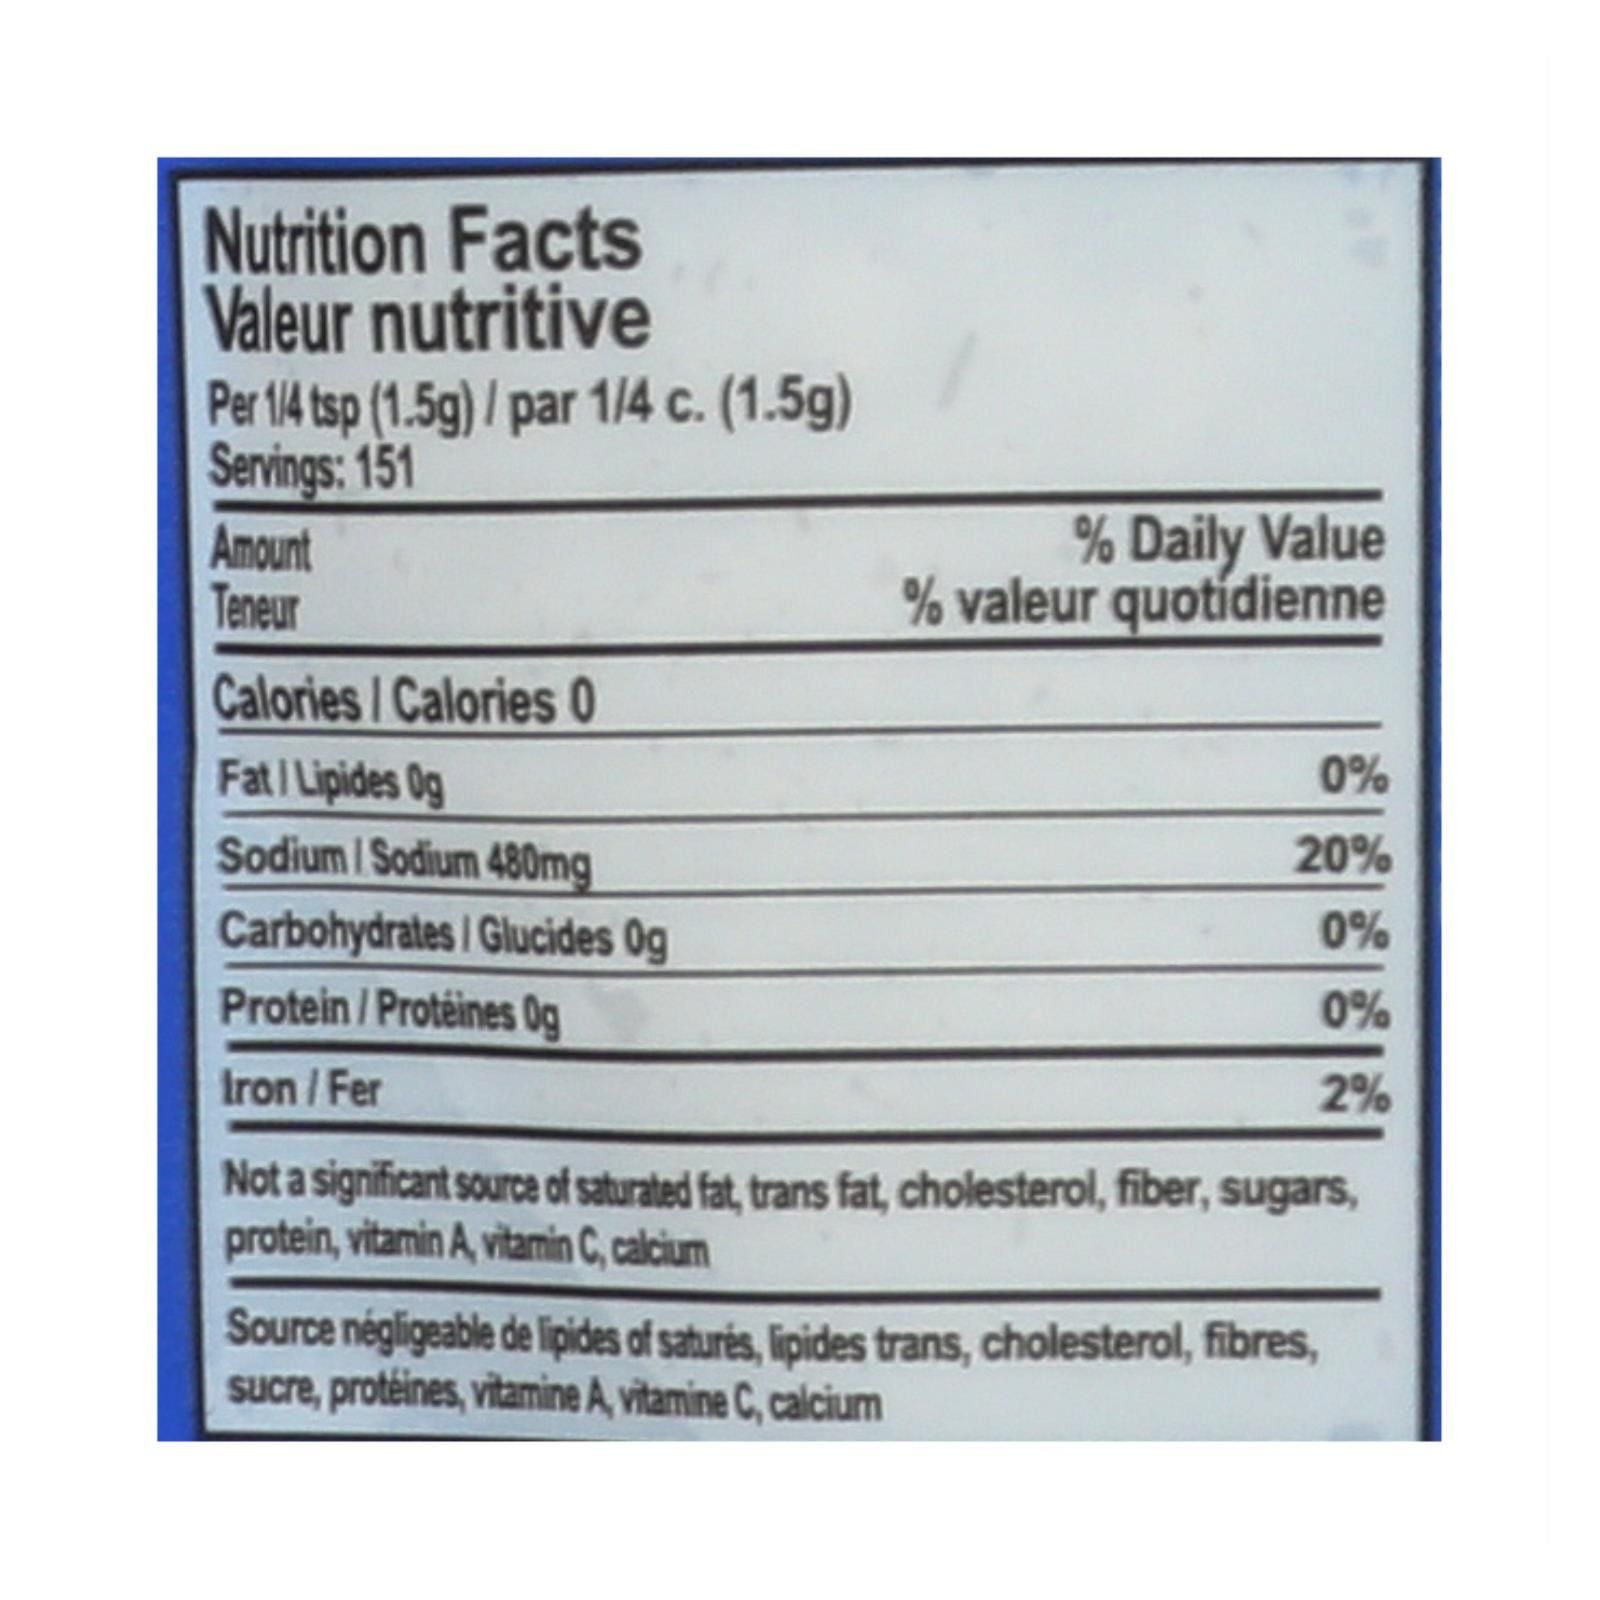 Nutrition Facts
Valeur nutritive
Per 1/4 tsp (1.5g) / par 1/4 c. (1.5g)
Servings: 151
Amount % Daily Value
Teneur % valeur quotidienne
Calories / Calories 0
Fat / Lipides 0g 0%
Sodium / Sodium 480mg 20%
Carbohydrates / Glucides 0g 0%
Protein / Protéines 0g 0%
Iron / Fer 2%
Not a significant source of saturated fat, trans fat, cholesterol, fiber, sugars,
protein, vitamin A, vitamin C, calcium
Source négligeable de lipides of saturés, lipides trans, cholesterol, fibres,
sucre, protéines, vitamine A, vitamine C, calcium